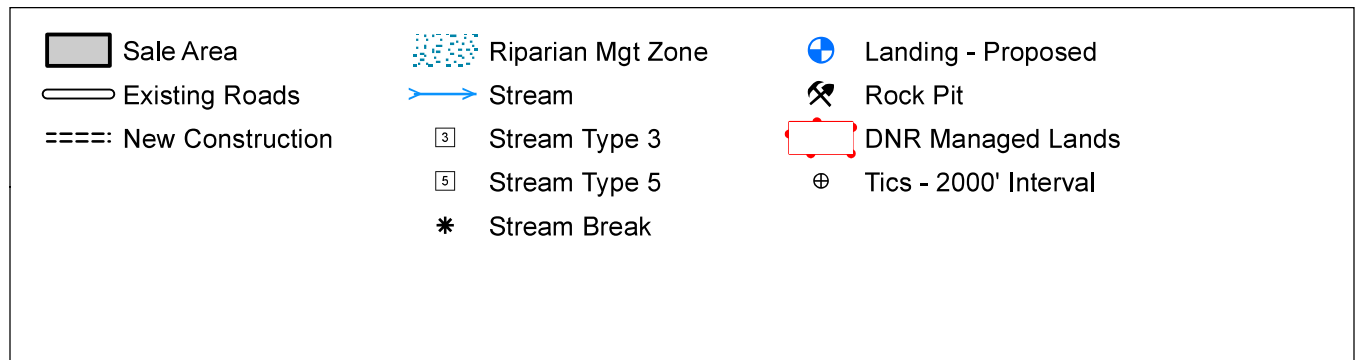 Sale Area
Existing Roads
New Construction
Riparian Mgt Zone
Stream
3 Stream Type 3
5 Stream Type 5
Stream Break
Landing - Proposed
Rock Pit
DNR Managed Lands
Tics - 2000' Interval